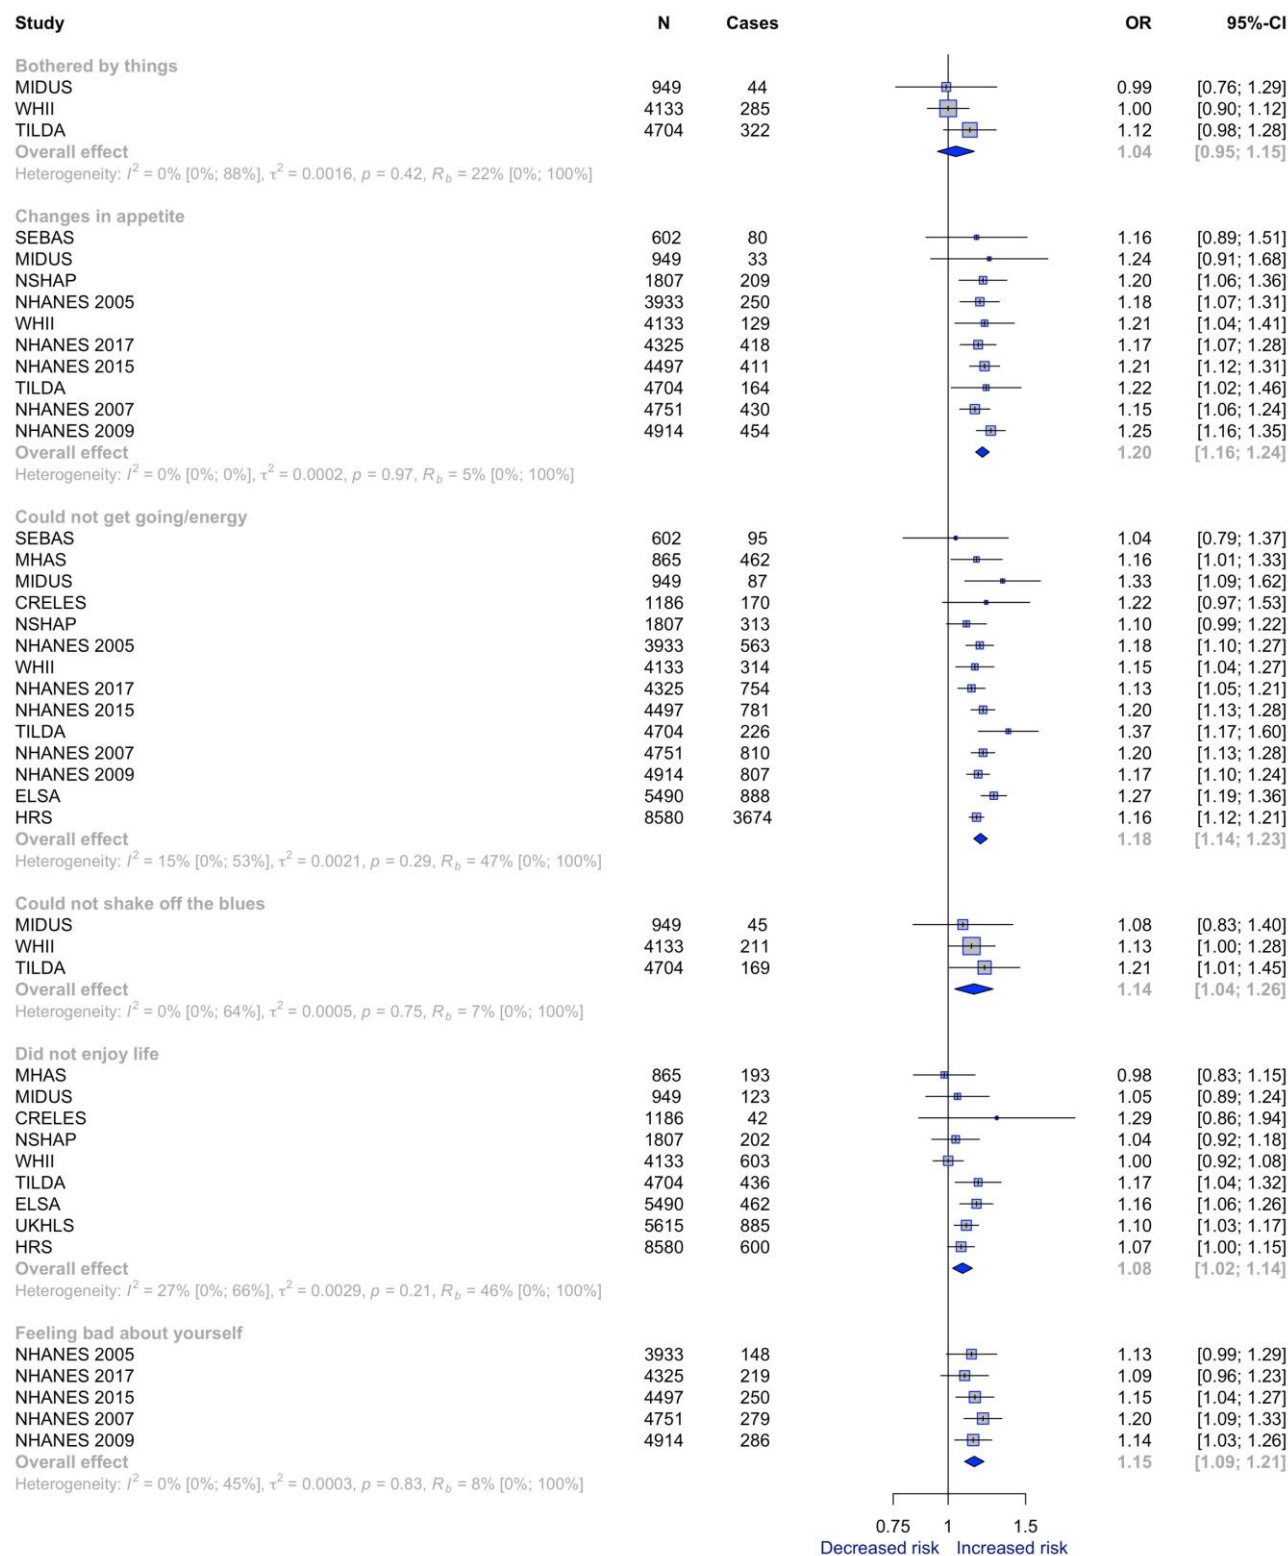 Study N Cases OR 95%-CI
Bothered by things
MIDUS 949 44 0.99 [0.76; 1.29]
WHII 4133 285 1.00 [0.90; 1.12]
TILDA 4704 322 1.12 [0.98; 1.28]
Overall effect 1.04 [0.95; 1.15]
Heterogeneity: I² = 0% [0%; 88%], τ² = 0.0016, p = 0.42, R_b = 22% [0%; 100%]
Changes in appetite
SEBAS 602 80 1.16 [0.89; 1.51]
MIDUS 949 33 1.24 [0.91; 1.68]
NSHAP 1807 209 1.20 [1.06; 1.36]
NHANES 2005 3933 250 1.18 [1.07; 1.31]
WHII 4133 129 1.21 [1.04; 1.41]
NHANES 2017 4325 418 1.17 [1.07; 1.28]
NHANES 2015 4497 411 1.21 [1.12; 1.31]
TILDA 4704 164 1.22 [1.02; 1.46]
NHANES 2007 4751 430 1.15 [1.06; 1.24]
NHANES 2009 4914 454 1.25 [1.16; 1.35]
Overall effect 1.20 [1.16; 1.24]
Heterogeneity: I² = 0% [0%; 0%], τ² = 0.0002, p = 0.97, R_b = 5% [0%; 100%]
Could not get going/energy
SEBAS 602 95 1.04 [0.79; 1.37]
MHAS 865 462 1.16 [1.01; 1.33]
MIDUS 949 87 1.33 [1.09; 1.62]
CRELES 1186 170 1.22 [0.97; 1.53]
NSHAP 1807 313 1.10 [0.99; 1.22]
NHANES 2005 3933 563 1.18 [1.10; 1.27]
WHII 4133 314 1.15 [1.04; 1.27]
NHANES 2017 4325 754 1.13 [1.05; 1.21]
NHANES 2015 4497 781 1.20 [1.13; 1.28]
TILDA 4704 226 1.37 [1.17; 1.60]
NHANES 2007 4751 810 1.20 [1.13; 1.28]
NHANES 2009 4914 807 1.17 [1.10; 1.24]
ELSA 5490 888 1.27 [1.19; 1.36]
HRS 8580 3674 1.16 [1.12; 1.21]
Overall effect 1.18 [1.14; 1.23]
Heterogeneity: I² = 15% [0%; 53%], τ² = 0.0021, p = 0.29, R_b = 47% [0%; 100%]
Could not shake off the blues
MIDUS 949 45 1.08 [0.83; 1.40]
WHII 4133 211 1.13 [1.00; 1.28]
TILDA 4704 169 1.21 [1.01; 1.45]
Overall effect 1.14 [1.04; 1.26]
Heterogeneity: I² = 0% [0%; 64%], τ² = 0.0005, p = 0.75, R_b = 7% [0%; 100%]
Did not enjoy life
MHAS 865 193 0.98 [0.83; 1.15]
MIDUS 949 123 1.05 [0.89; 1.24]
CRELES 1186 42 1.29 [0.86; 1.94]
NSHAP 1807 202 1.04 [0.92; 1.18]
WHII 4133 603 1.00 [0.92; 1.08]
TILDA 4704 436 1.17 [1.04; 1.32]
ELSA 5490 462 1.16 [1.06; 1.26]
UKHLS 5615 885 1.10 [1.03; 1.17]
HRS 8580 600 1.07 [1.00; 1.15]
Overall effect 1.08 [1.02; 1.14]
Heterogeneity: I² = 27% [0%; 66%], τ² = 0.0029, p = 0.21, R_b = 46% [0%; 100%]
Feeling bad about yourself
NHANES 2005 3933 148 1.13 [0.99; 1.29]
NHANES 2017 4325 219 1.09 [0.96; 1.23]
NHANES 2015 4497 250 1.15 [1.04; 1.27]
NHANES 2007 4751 279 1.20 [1.09; 1.33]
NHANES 2009 4914 286 1.14 [1.03; 1.26]
Overall effect 1.15 [1.09; 1.21]
Heterogeneity: I² = 0% [0%; 45%], τ² = 0.0003, p = 0.83, R_b = 8% [0%; 100%]
0.75 1 1.5
Decreased risk Increased risk